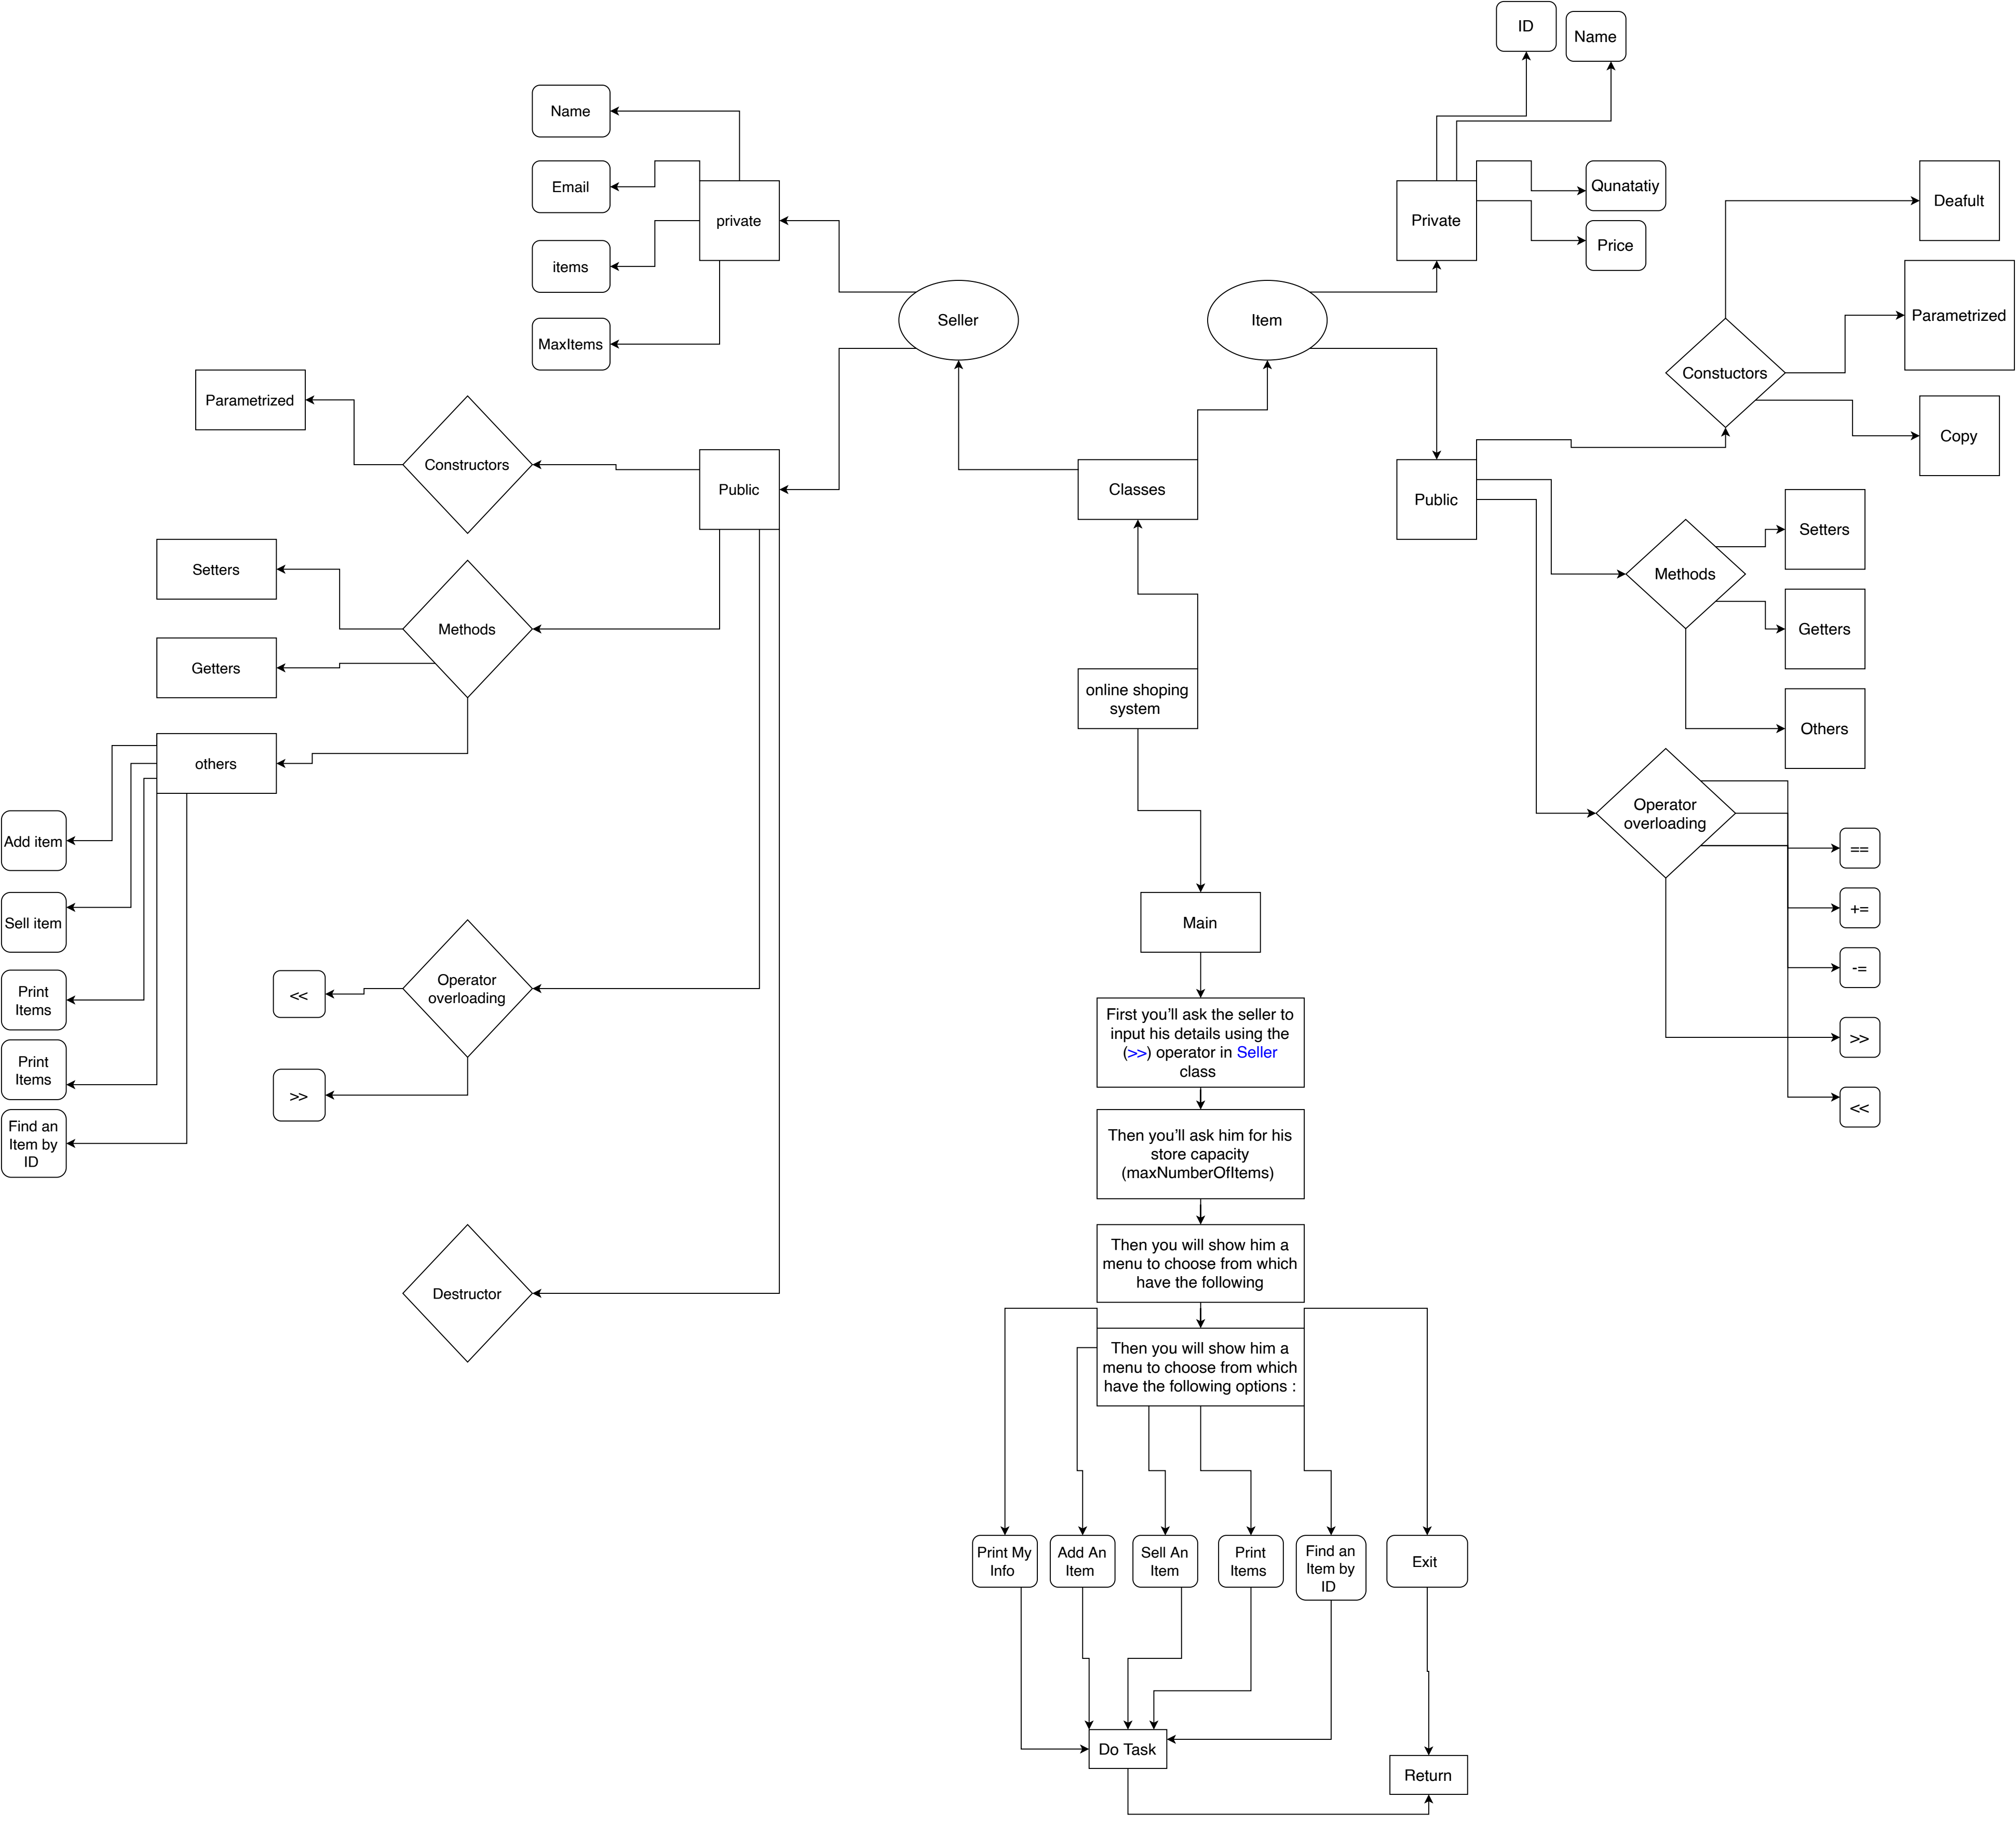 ID
Name
Name
Email
items
MaxItems
private
Seller
Item
Private
Qunatatiy
Price
Deafult
Parametrized
Copy
Constuctors
Parametrized
Constructors
Public
Classes
Public
Setters
Getters
Methods
others
Add item
Sell item
Print
Items
Print
Items
Find an
Item by
ID
Operator
overloading
<<
>>
Destructor
online shoping
system
Methods
Setters
Getters
Others
Operator
overloading
==
+=
-=
>>
<<
Main
First you’ll ask the seller to
input his details using the
(>>) operator in Seller
class
Then you’ll ask him for his
store capacity
(maxNumberOfItems)
Then you will show him a
menu to choose from which
have the following
Then you will show him a
menu to choose from which
have the following options :
Print My
Info
Add An
Item
Sell An
Item
Print
Items
Find an
Item by
ID
Exit
Do Task
Return